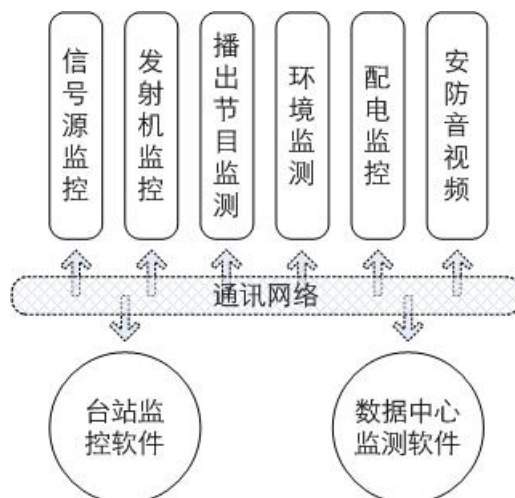 信号源监控
发射机监控
播出节目监测
环境监测
配电监控
安防音视频
通讯网络
台站监
控软件
数据中心
监测软件